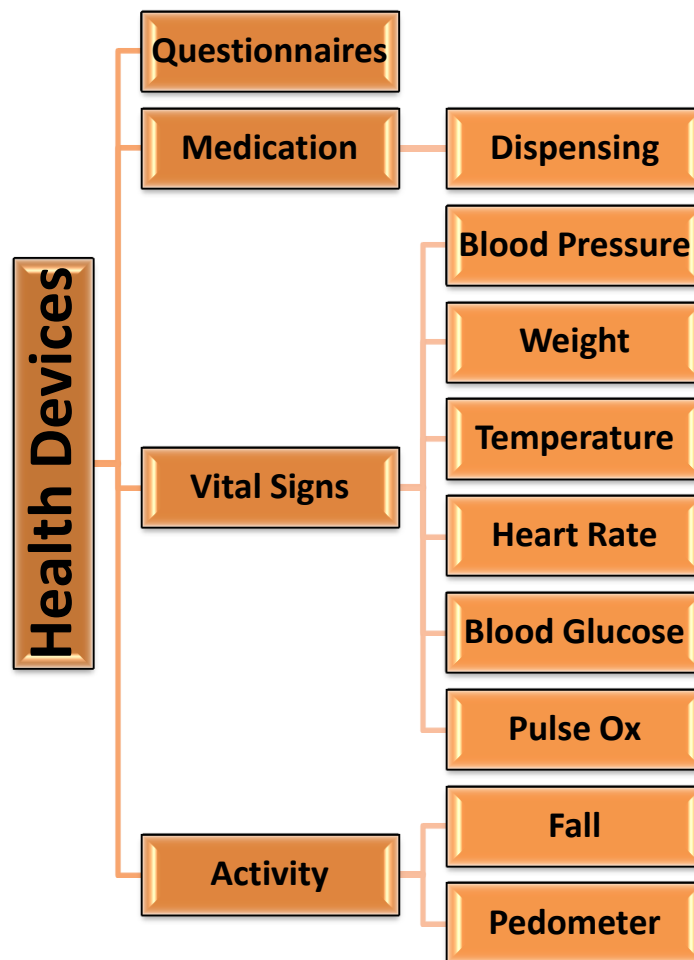 Health Devices
Questionnaires
Medication
Dispensing
Vital Signs
Blood Pressure
Weight
Temperature
Heart Rate
Blood Glucose
Pulse Ox
Activity
Fall
Pedometer